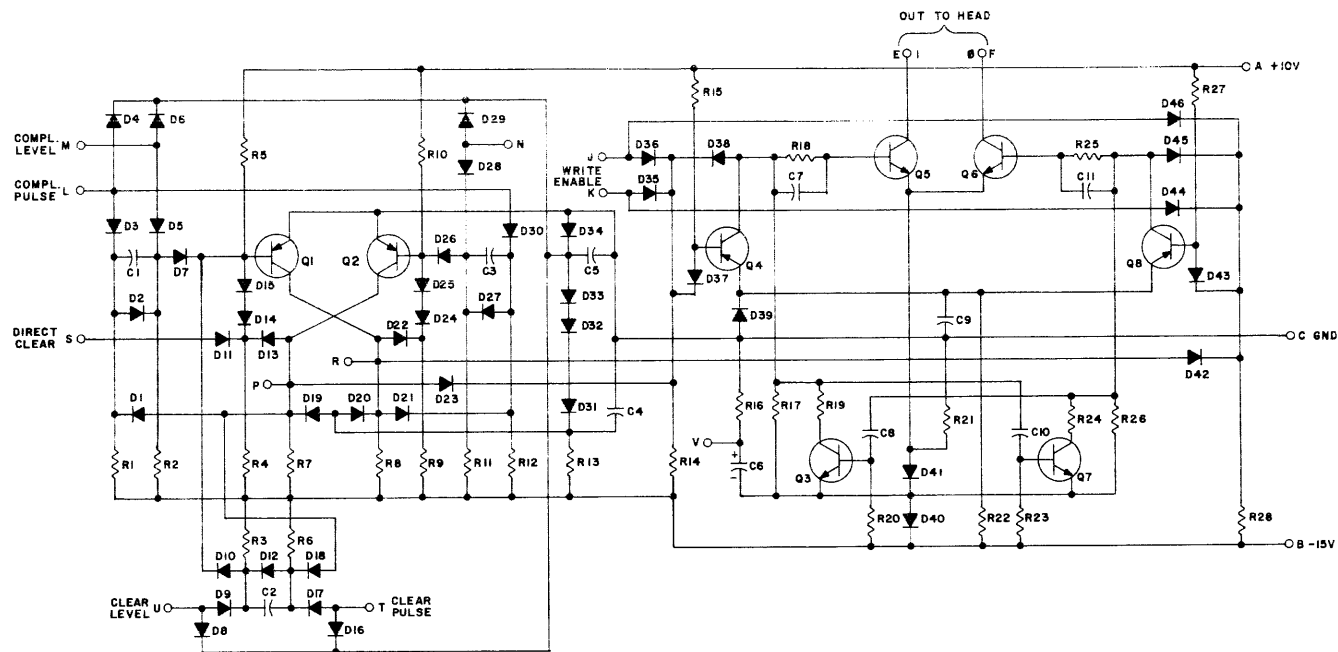 OUT TO HEAD
E 1 Ø F
A +10V
R15 R27
D4 D6 D29 D46
COMPL. LEVEL M
N
R5 R10 D28
J D36 D38 R18 R25 D45
WRITE ENABLE
COMPL. PULSE L
K D35 C7 Q5 Q6 C11 D44
D3 D5 D30 D34
C1 D7 Q1 Q2 D26 C3 C5 Q4 Q8
D15 D25 D37 D43
D2 D27 D33
D14 D24 D39 C9
DIRECT CLEAR S
D11 D13 D22 D32
C GND
R
D42
P D23
D1 D19 D20 D21 D31 C4 R16 R17 R19 C8 R21 C10 R24 R26
V
R1 R2 R4 R7 R8 R9 R11 R12 R13 R14 + C6 - Q3 D41 Q7
R3 R6 R20 D40 R22 R23 R28
B -15V
D10 D12 D18
D9 C2 D17
CLEAR LEVEL U
T CLEAR PULSE
D8 D16